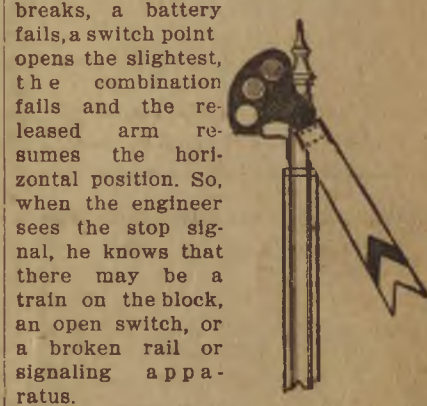 breaks, a battery
fails, a switch point
opens the slightest,
the combination
fails and the re-
leased arm re-
sumes the hori-
zontal position. So,
when the engineer
sees the stop sig-
nal, he knows that
there may be a
train on the block,
an open switch, or
a broken rail or
signaling appa-
ratus.